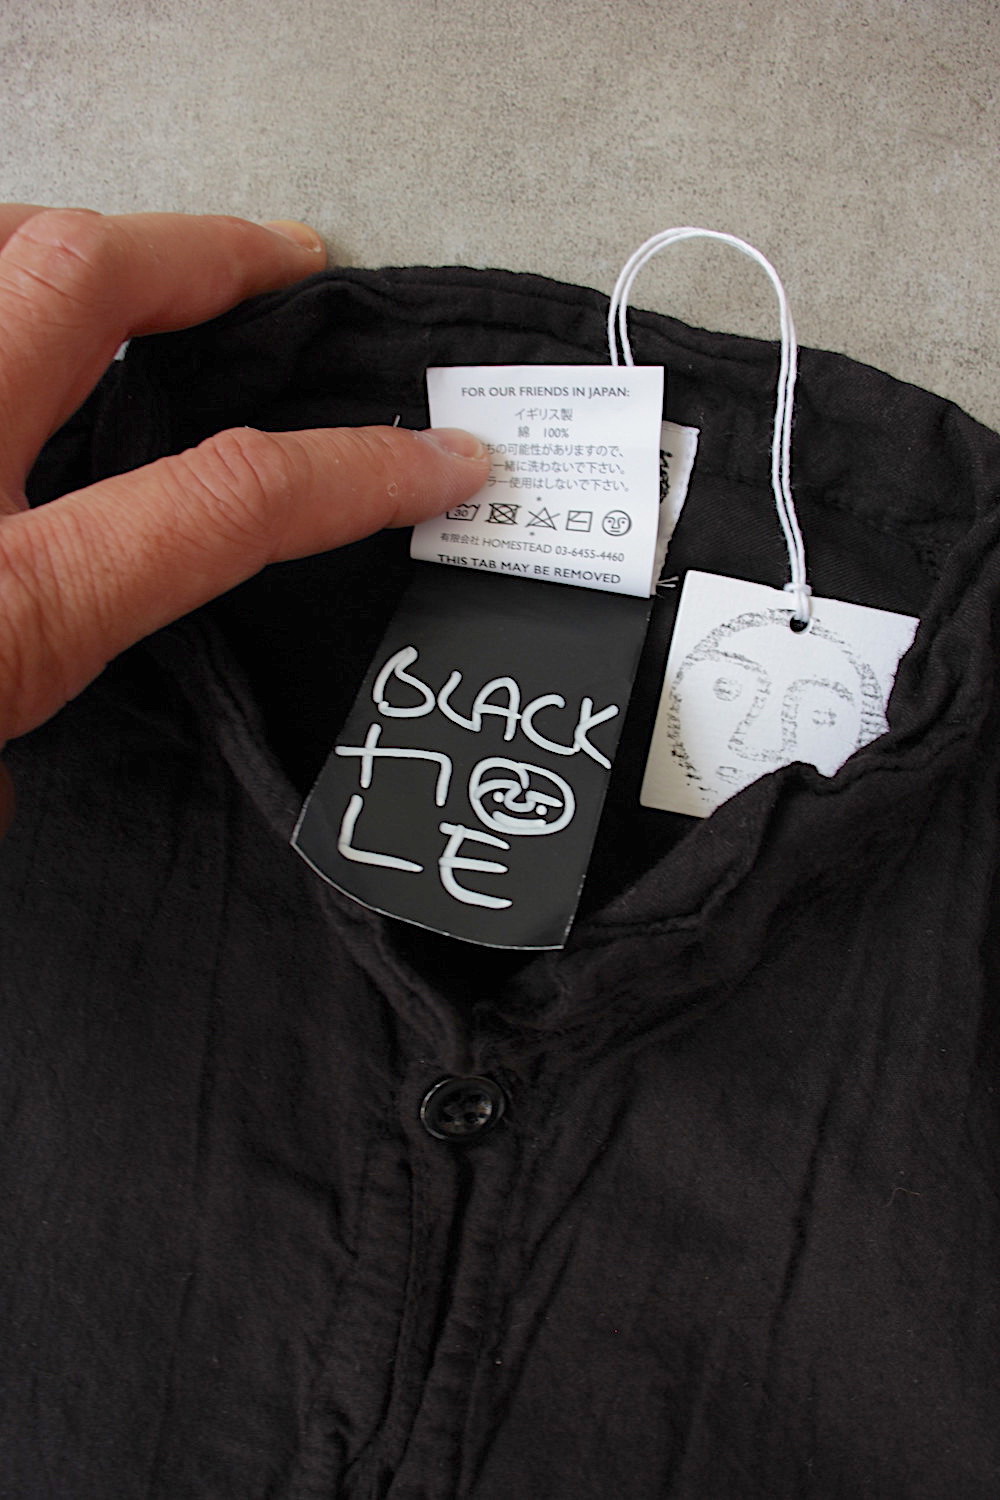 FOR OUR FRIENDS IN JAPAN:
イギリス製
綿 100%
ちの可能性がありますので、
一緒に洗わないで下さい。
ラー使用はしないで下さい。
30
有限会社 HOMESTEAD 03-6455-4460
THIS TAB MAY BE REMOVED
BLACK
HOLE